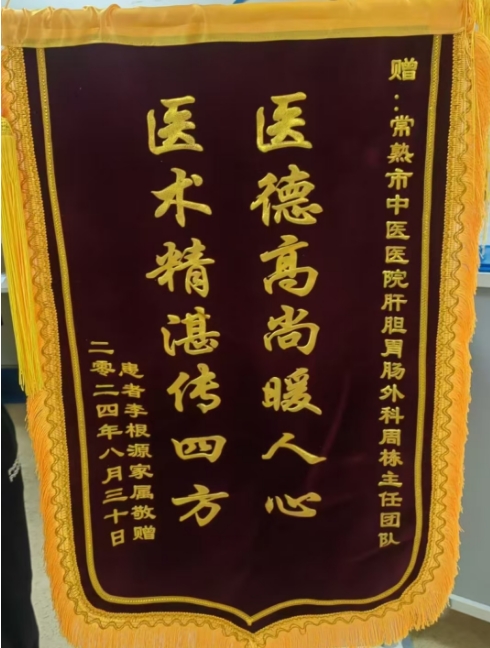 赠：常熟市中医医院肝胆胃肠外科周栋主任团队
医德高尚暖人心
医术精湛传四方
患者李根源家属敬赠
二零二四年八月三十日